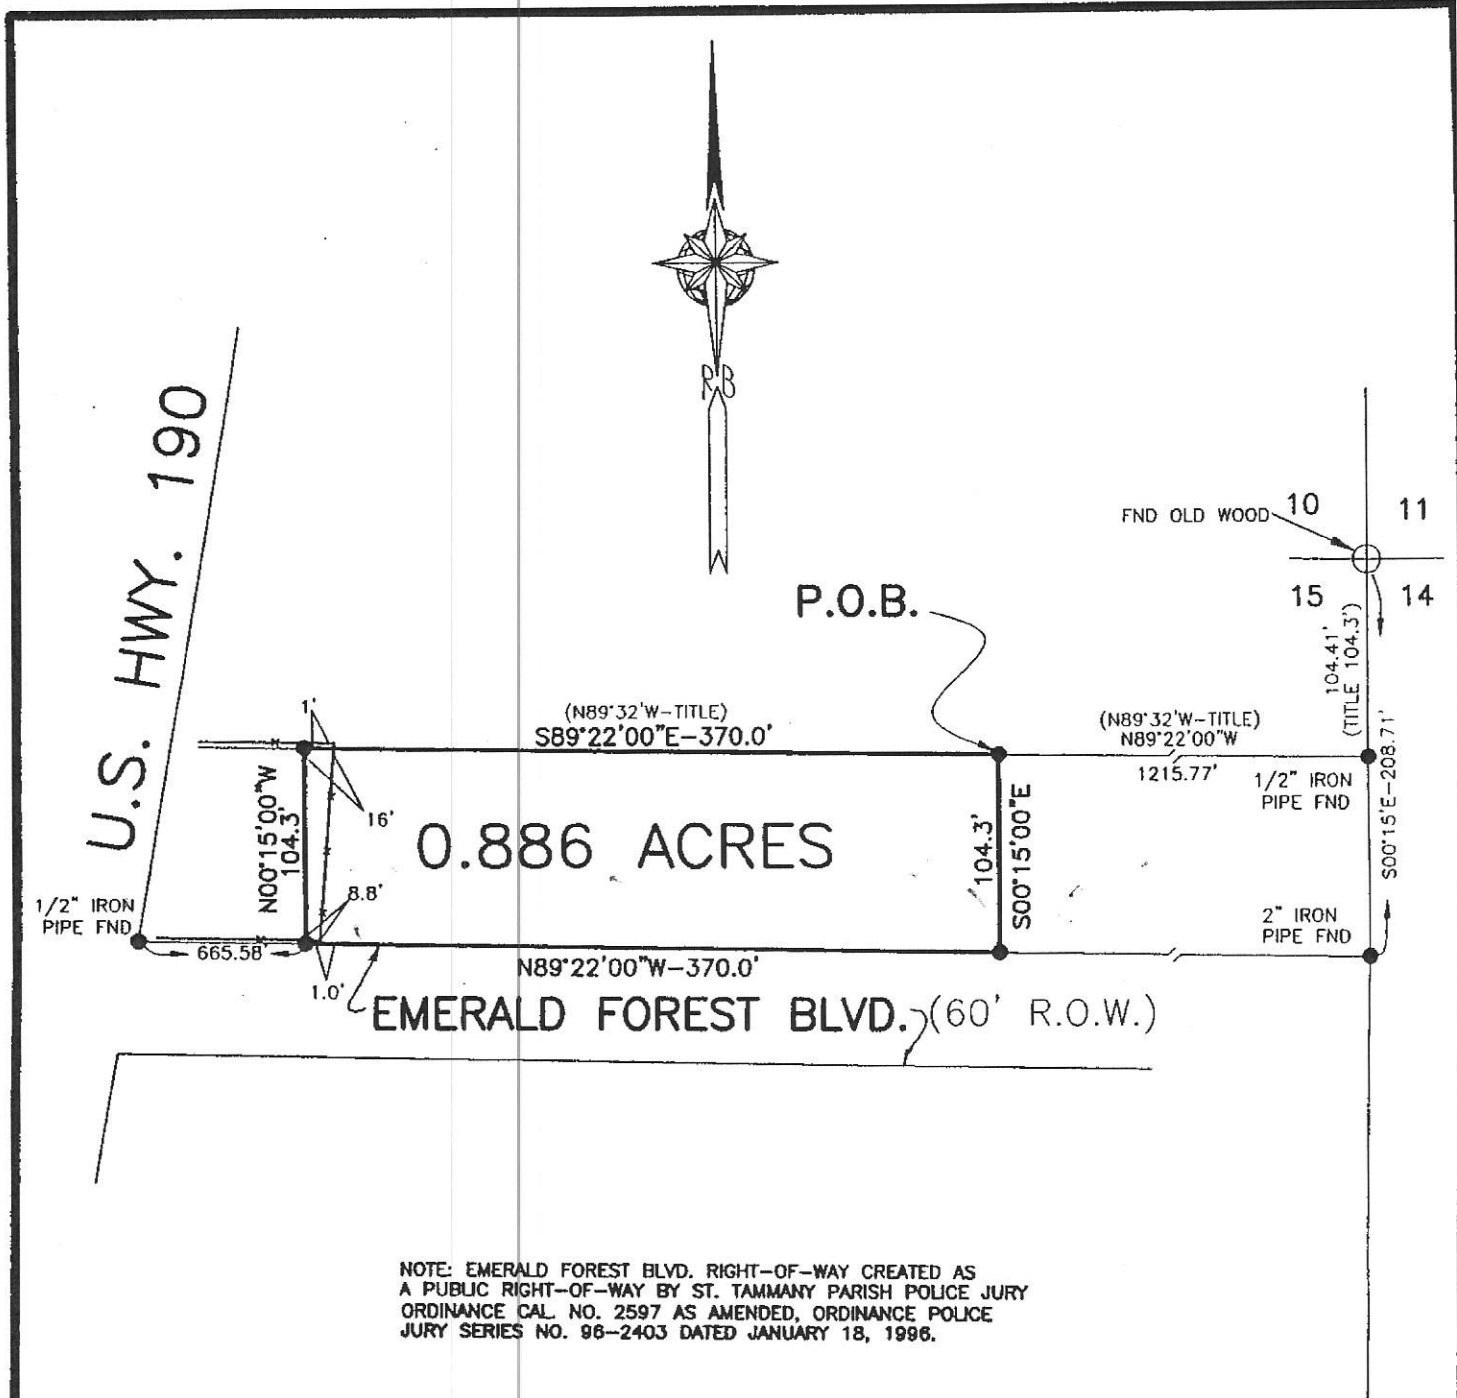 RB
U.S. HWY. 190
FND OLD WOOD
10
11
15
14
P.O.B.
104.41'
(TITLE 104.3')
S00°15'E-208.71'
(N89°32'W-TITLE)
S89°22'00"E-370.0'
(N89°32'W-TITLE)
N89°22'00"W
1215.77'
1/2" IRON
PIPE FND
1'
16'
N00°15'00"W
104.3'
0.886 ACRES
104.3'
S00°15'00"E
8.8'
1/2" IRON
PIPE FND
665.58'
2" IRON
PIPE FND
N89°22'00"W-370.0'
1.0'
EMERALD FOREST BLVD. (60' R.O.W.)
NOTE: EMERALD FOREST BLVD. RIGHT-OF-WAY CREATED AS
A PUBLIC RIGHT-OF-WAY BY ST. TAMMANY PARISH POLICE JURY
ORDINANCE CAL. NO. 2597 AS AMENDED, ORDINANCE POLICE
JURY SERIES NO. 96-2403 DATED JANUARY 18, 1996.